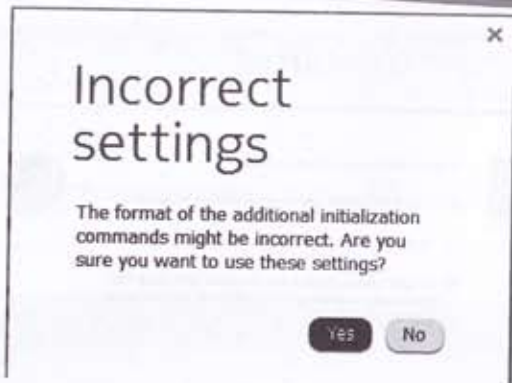 Incorrect
settings
The format of the additional initialization
commands might be incorrect. Are you
sure you want to use these settings?
Yes
No